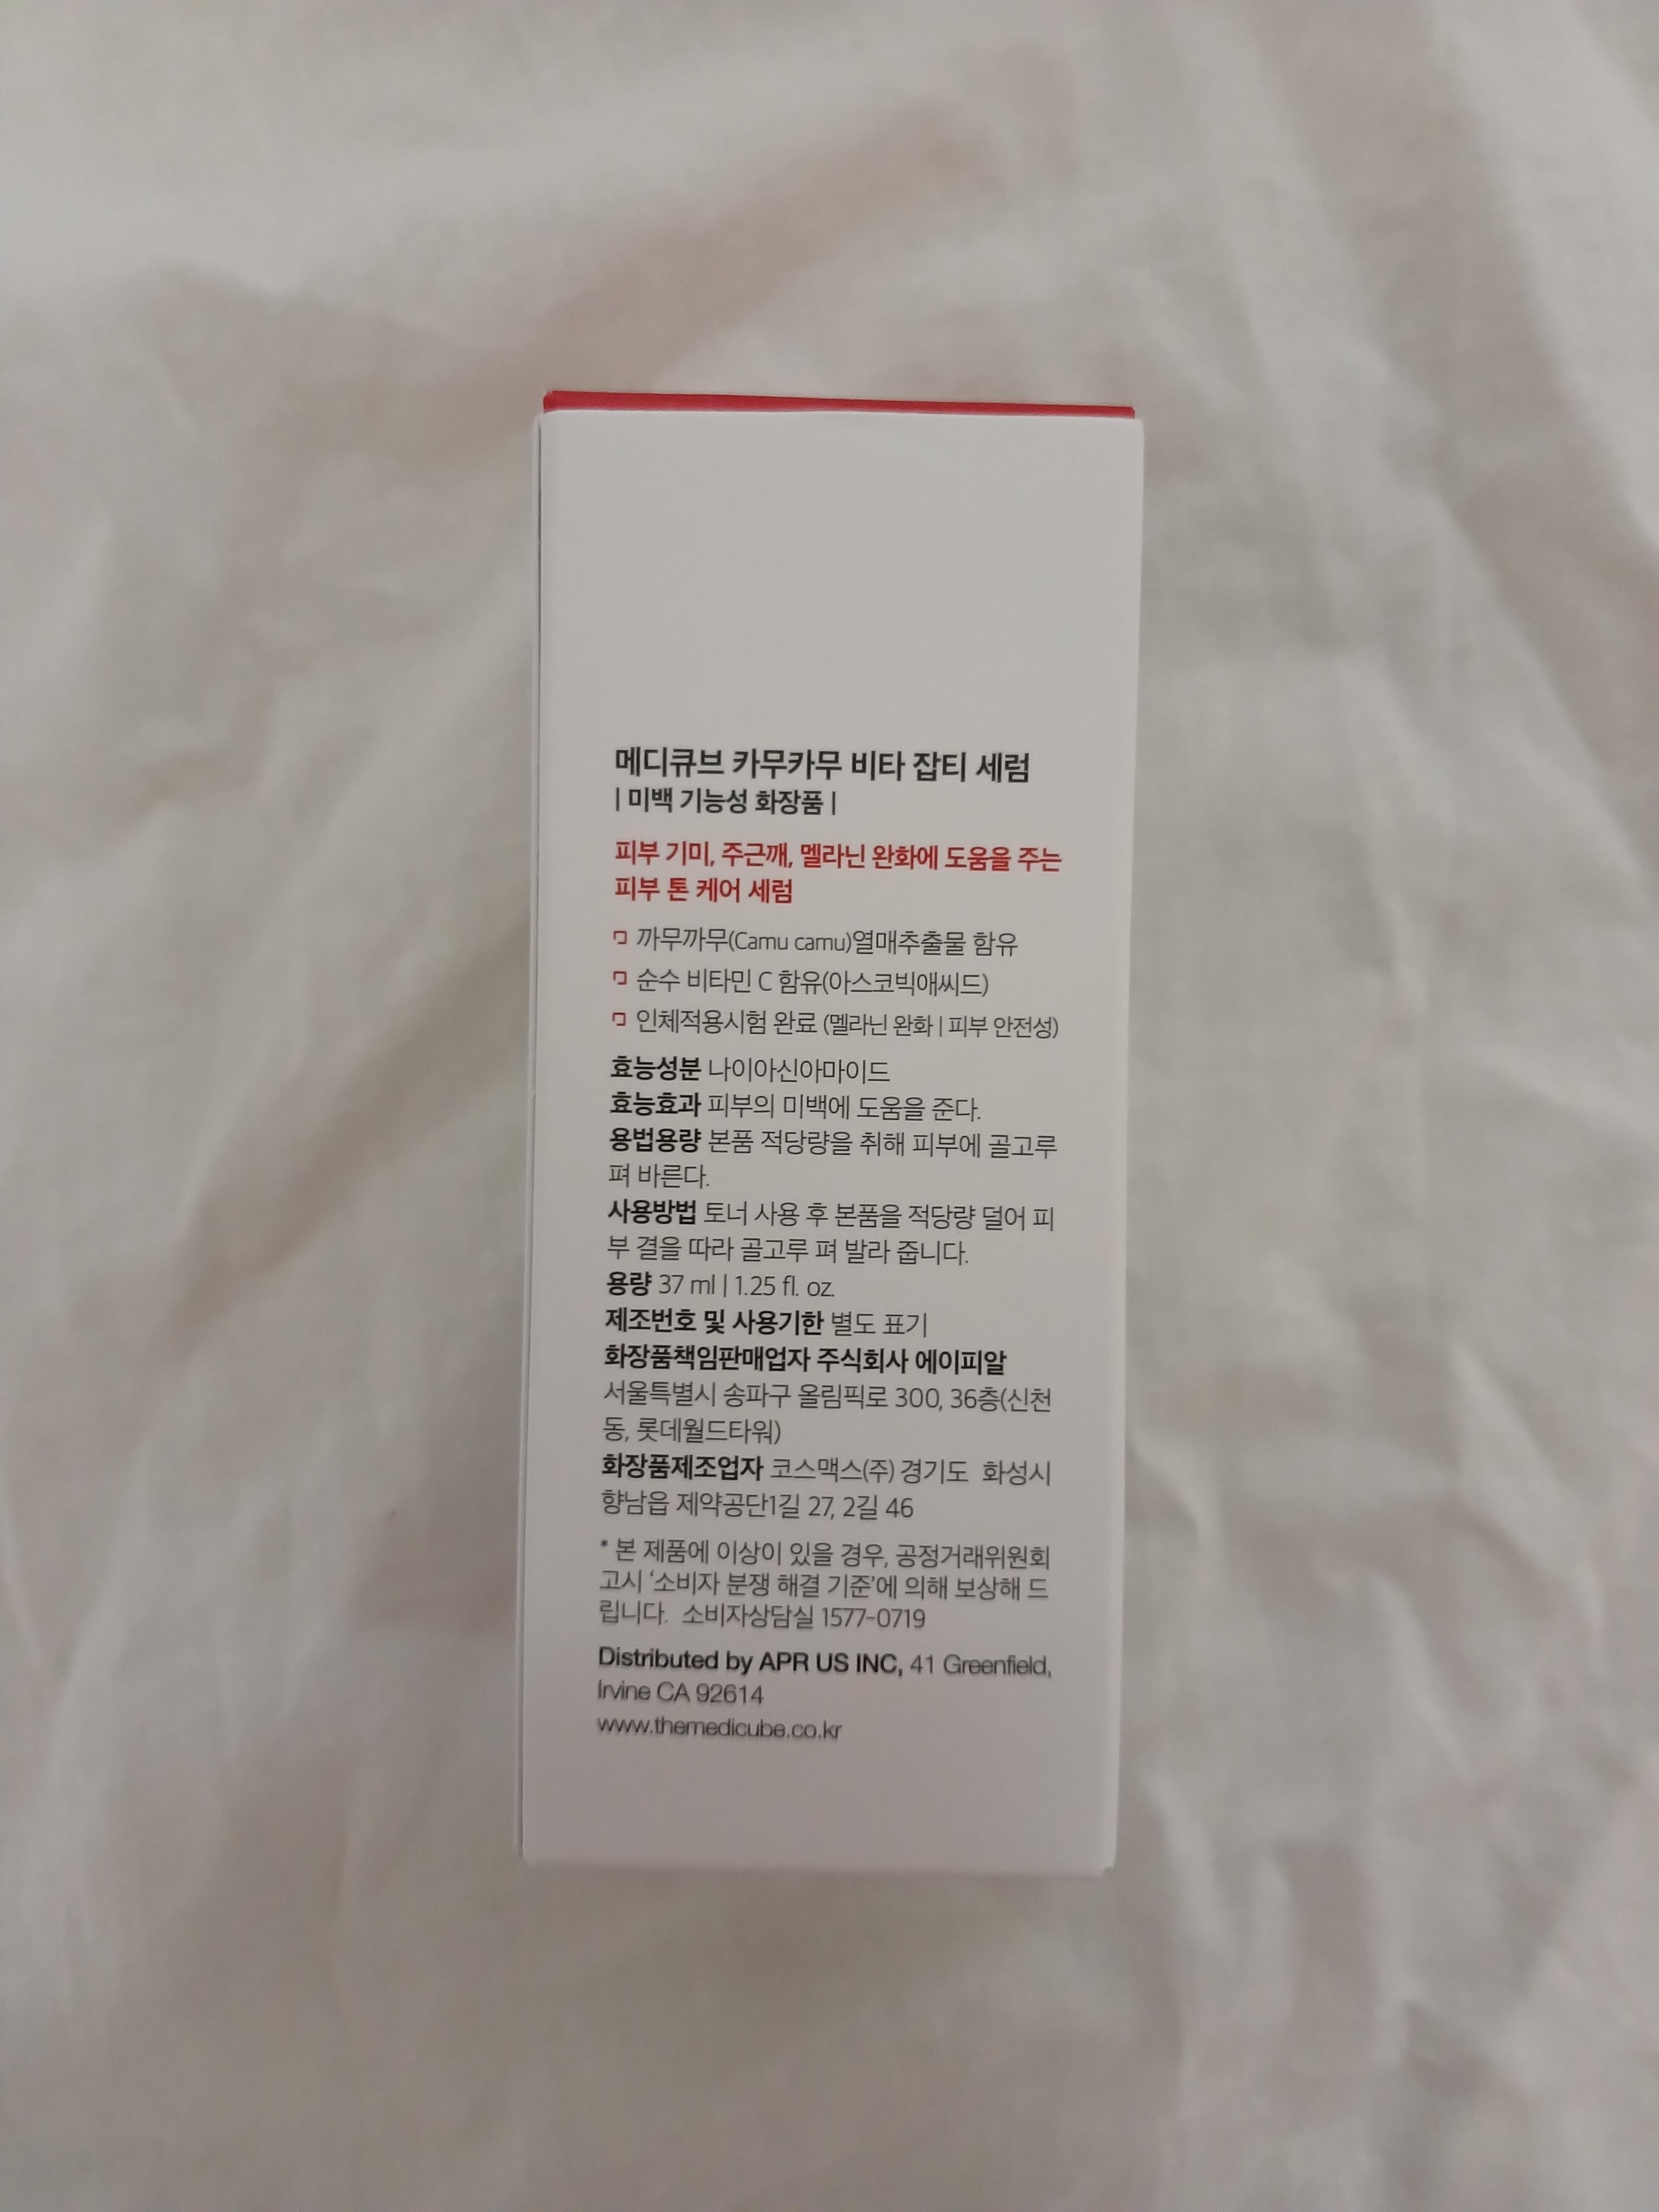 메디큐브 카무카무 비타 잡티 세럼
| 미백 기능성 화장품 |
피부 기미, 주근깨, 멜라닌 완화에 도움을 주는
피부 톤 케어 세럼
까무까무(Camu camu)열매추출물 함유
순수 비타민 C 함유(아스코빅애씨드)
인체적용시험 완료 (멜라닌 완화 | 피부 안전성)
효능성분 나이아신아마이드
효능효과 피부의 미백에 도움을 준다.
용법용량 본품 적당량을 취해 피부에 골고루
펴 바른다.
사용방법 토너 사용 후 본품을 적당량 덜어 피
부 결을 따라 골고루 펴 발라 줍니다.
용량 37 ml | 1.25 fl. oz.
제조번호 및 사용기한 별도 표기
화장품책임판매업자 주식회사 에이피알
서울특별시 송파구 올림픽로 300, 36층(신천
동, 롯데월드타워)
화장품제조업자 코스맥스(주) 경기도 화성시
향남읍 제약공단1길 27, 2길 46
* 본 제품에 이상이 있을 경우, 공정거래위원회
고시 '소비자 분쟁 해결 기준'에 의해 보상해 드
립니다. 소비자상담실 1577-0719
Distributed by APR US INC, 41 Greenfield,
Irvine CA 92614
www.themedicube.co.kr